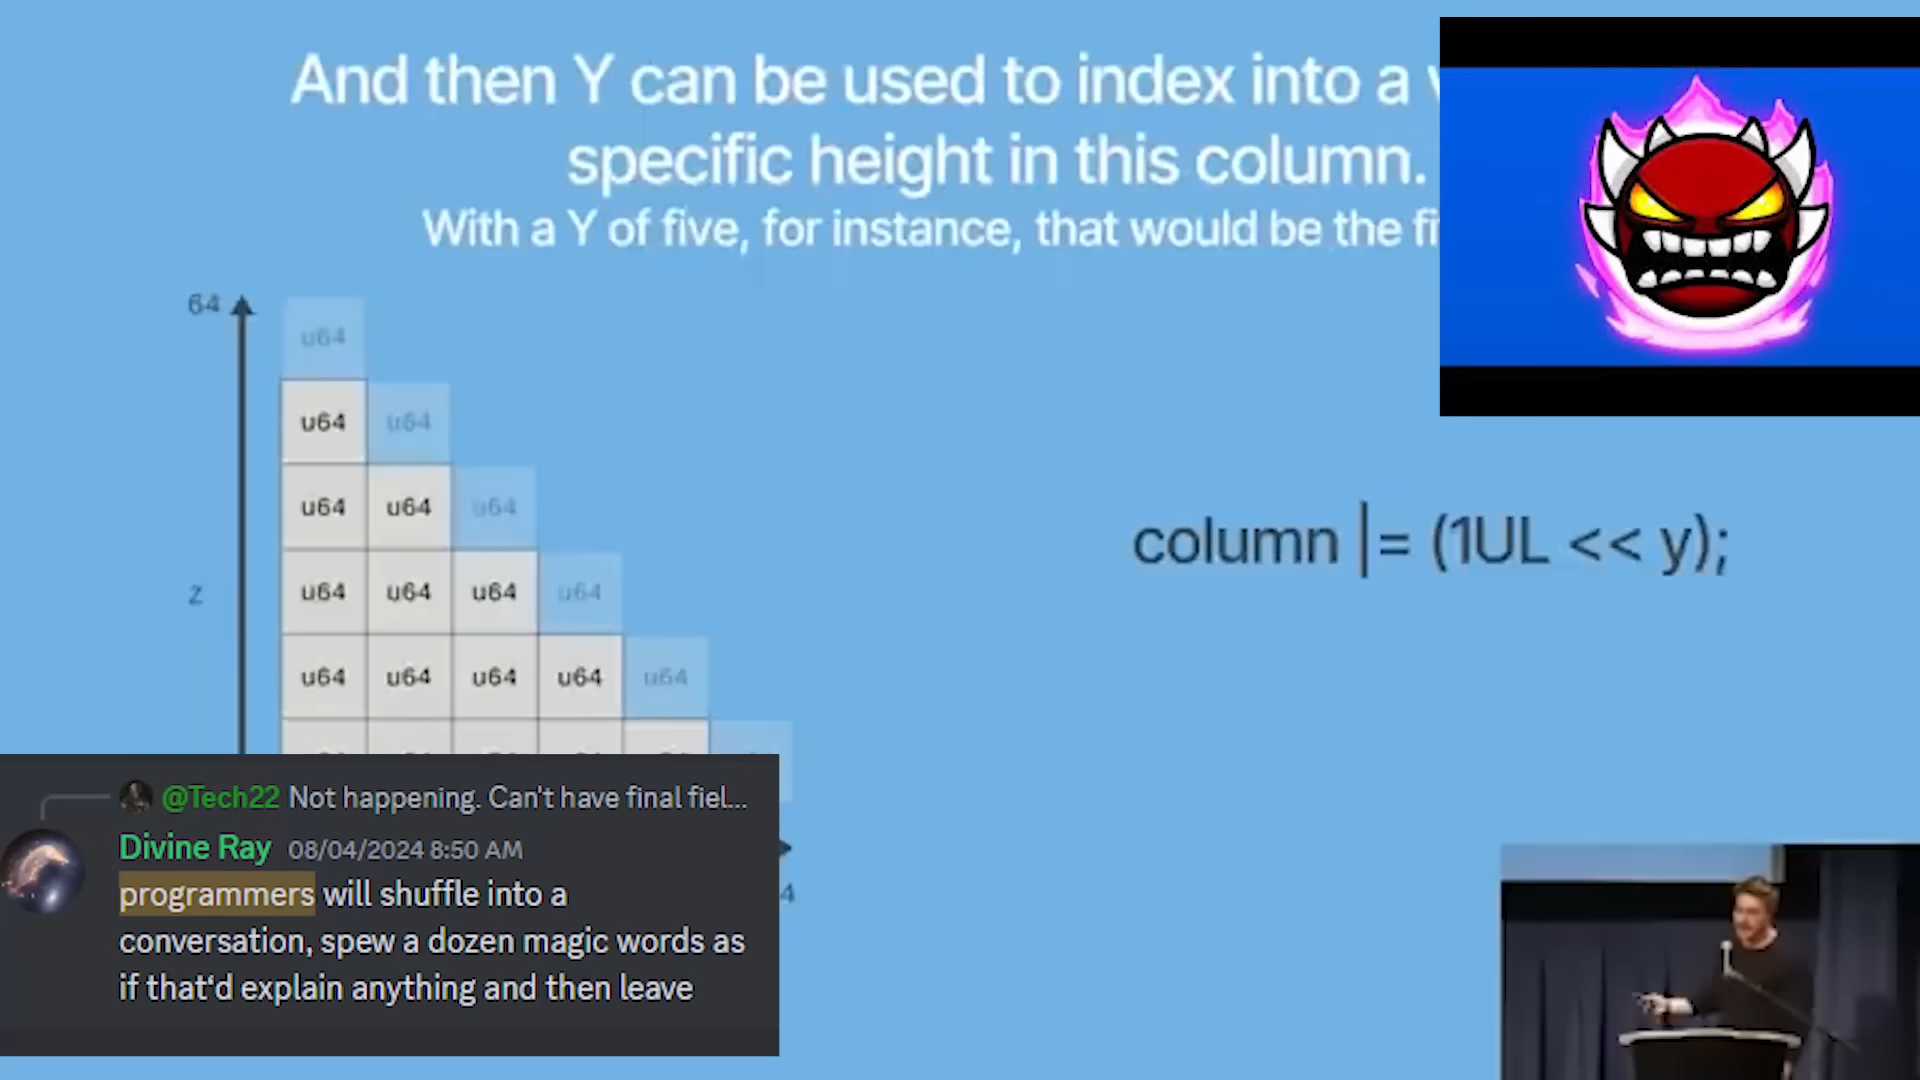 And then Y can be used to index into a
specific height in this column.
With a Y of five, for instance, that would be the
64
u64
u64 u64
u64 u64 u64
z
u64 u64 u64 u64
u64 u64 u64 u64 u64
column |= (1UL << y);
@Tech22 Not happening. Can't have final fiel...
Divine Ray 08/04/2024 8:50 AM
programmers will shuffle into a
conversation, spew a dozen magic words as
if that'd explain anything and then leave
4